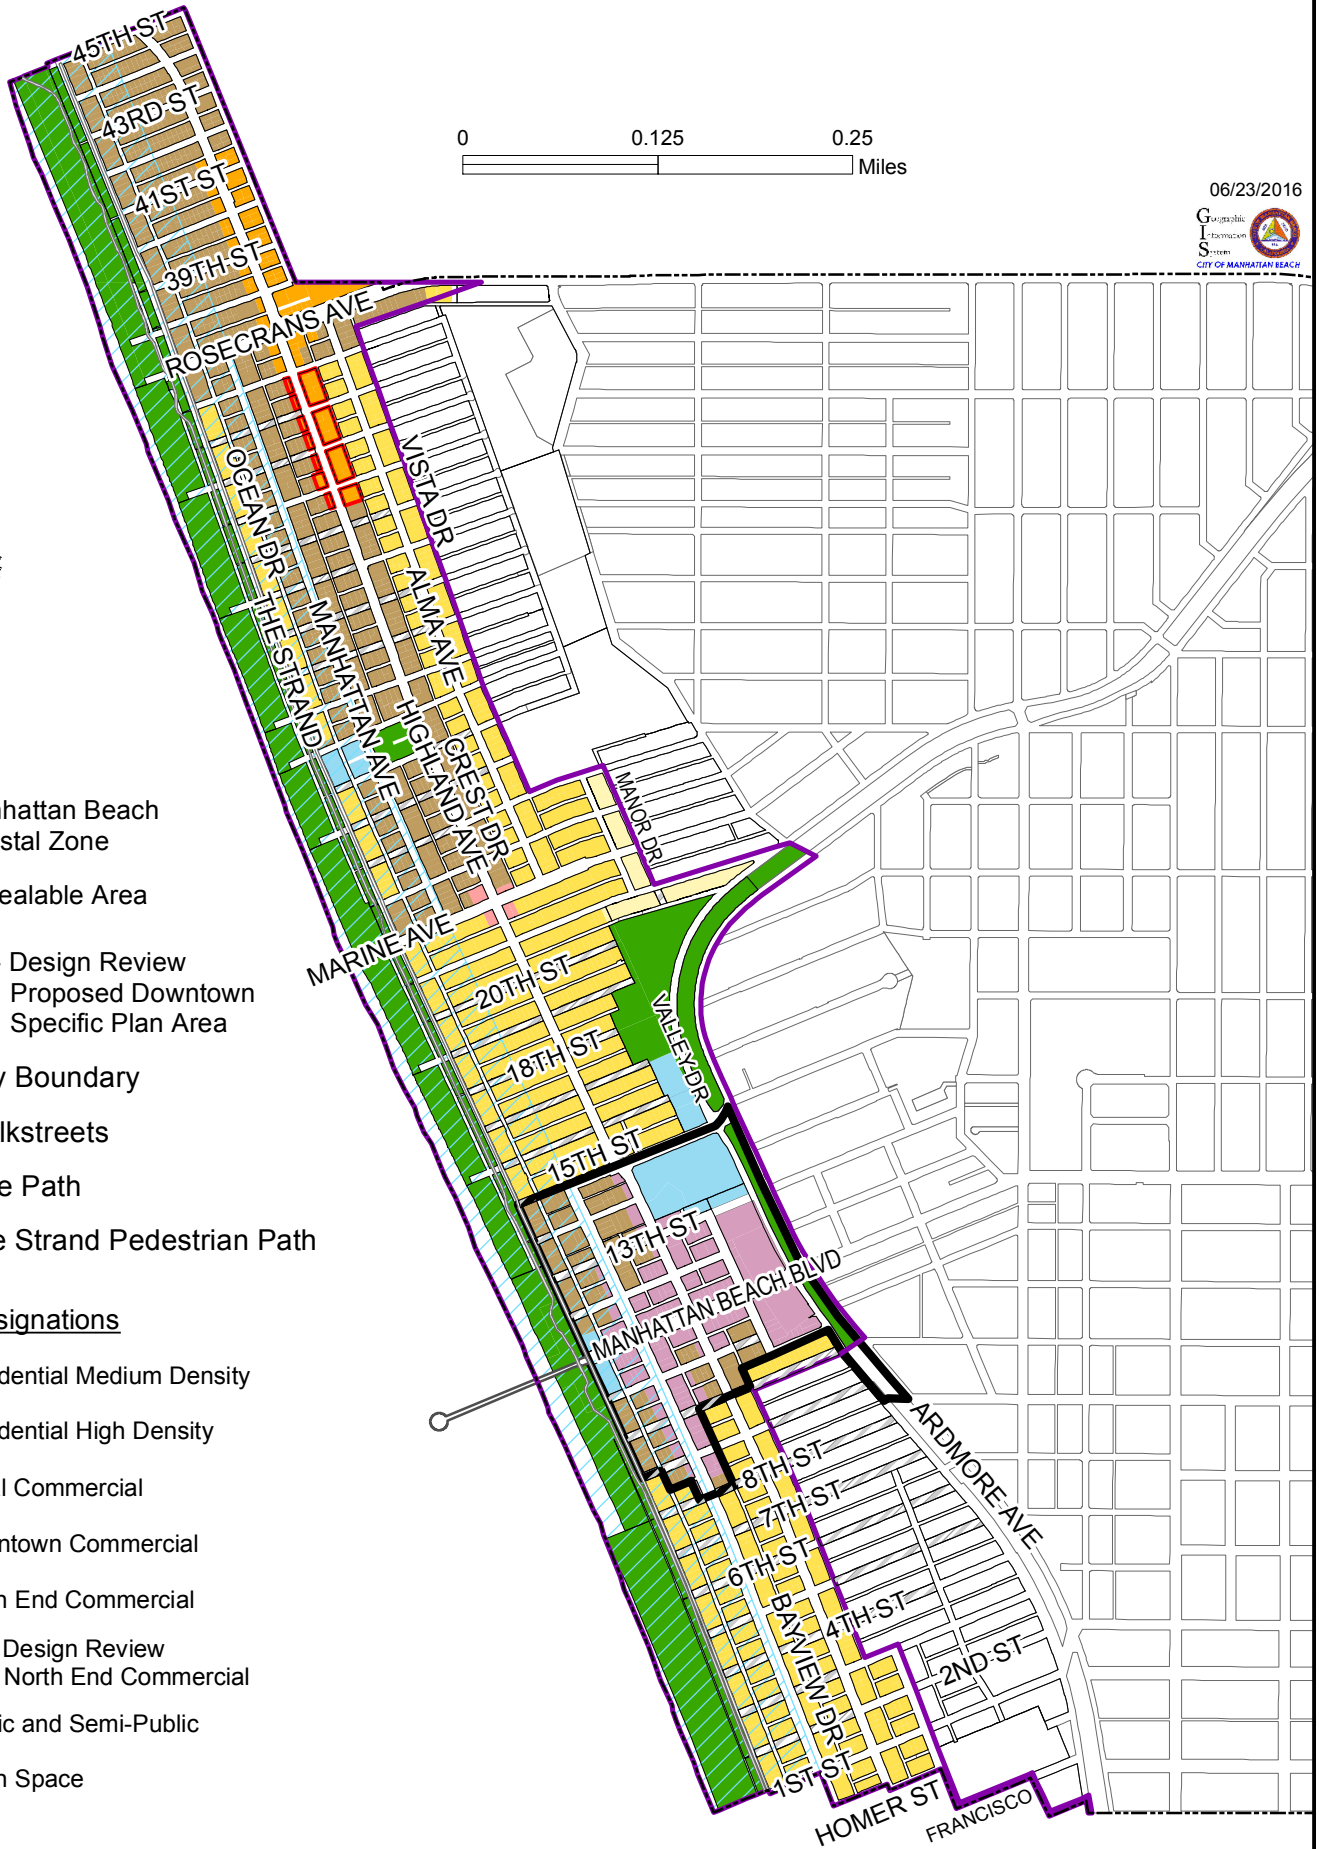 45TH ST
43RD ST
0 0.125 0.25
Miles
41ST ST
06/23/2016
Geographic
Information
System
CITY OF MANHATTAN BEACH
39TH ST
ROSECRANS AVE
VISTA DR
OCEAN DR
ALMA AVE
THE STRAND
MANHATTAN AVE
HIGHLAND AVE
CREST DR
MANOR DR
nhattan Beach
stal Zone
ealable Area
MARINE AVE
Design Review
Proposed Downtown
Specific Plan Area
20TH ST
VALLEY DR
18TH ST
y Boundary
lkstreets
15TH ST
e Path
13TH ST
e Strand Pedestrian Path
MANHATTAN BEACH BLVD
signations
dential Medium Density
dential High Density
ARDMORE AVE
8TH ST
l Commercial
7TH ST
ntown Commercial
6TH ST
n End Commercial
BAYVIEW DR
4TH ST
Design Review
North End Commercial
2ND ST
ic and Semi-Public
n Space
1ST ST
HOMER ST
FRANCISCO